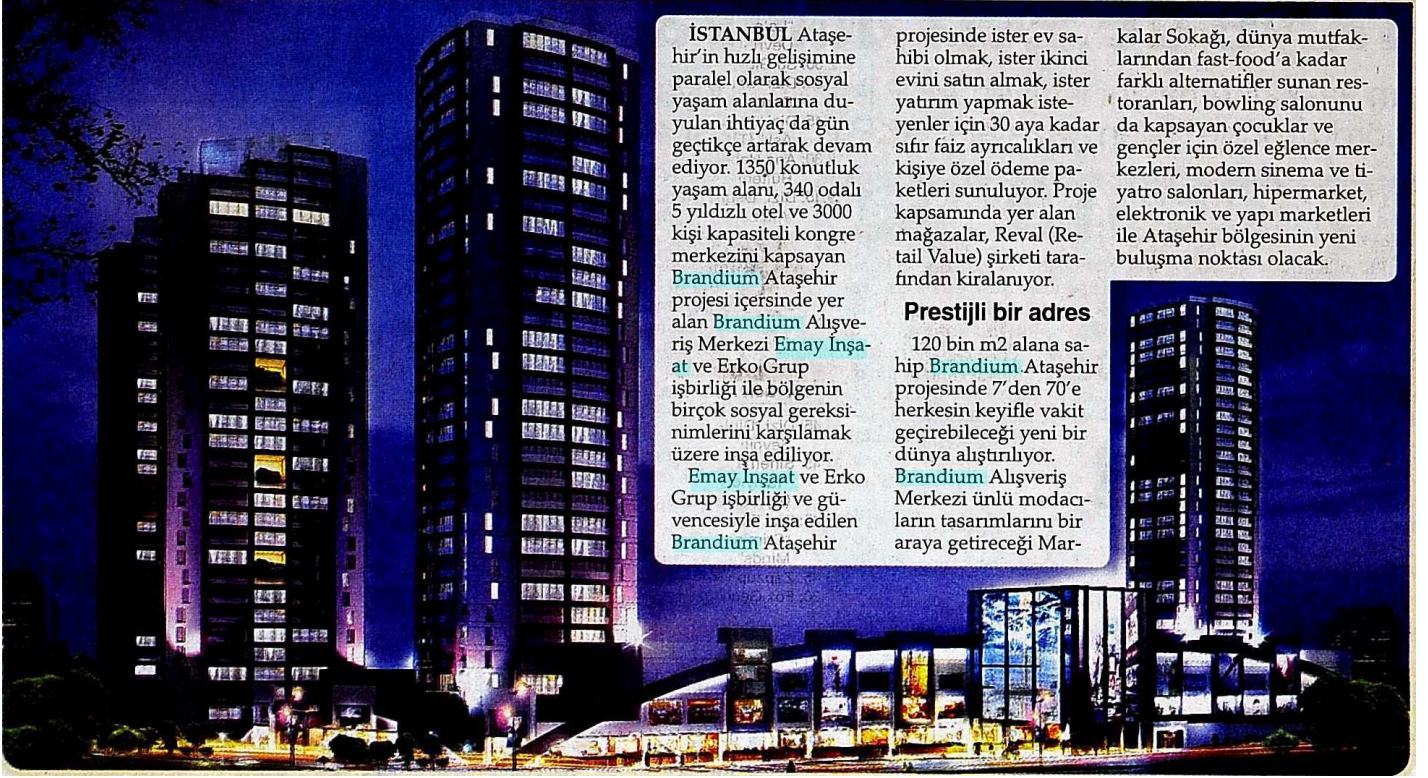 İSTANBUL Ataşe-
hir'in hızlı gelişimine
paralel olarak sosyal
yaşam alanlarına du-
yulan ihtiyaç da gün
geçtikçe artarak devam
ediyor. 1350 konutluk
yaşam alanı, 340 odalı
5 yıldızlı otel ve 3000
kişi kapasiteli kongre
merkezini kapsayan
Brandium Ataşehir
projesi içersinde yer
alan Brandium Alışve-
riş Merkezi Emay İnşa-
at ve Erko Grup
işbirliği ile bölgenin
birçok sosyal gereksi-
nimlerini karşılamak
üzere inşa ediliyor.
Emay İnşaat ve Erko
Grup işbirliği ve gü-
vencesiyle inşa edilen
Brandium Ataşehir
projesinde ister ev sa-
hibi olmak, ister ikinci
evini satın almak, ister
yatırım yapmak iste-
yenler için 30 aya kadar
sıfır faiz ayrıcalıkları ve
kişiye özel ödeme pa-
ketleri sunuluyor. Proje
kapsamında yer alan
mağazalar, Reval (Re-
tail Value) şirketi tara-
fından kiralanıyor.
Prestijli bir adres
120 bin m2 alana sa-
hip Brandium Ataşehir
projesinde 7'den 70'e
herkesin keyifle vakit
geçirebileceği yeni bir
dünya alıştırılıyor.
Brandium Alışveriş
Merkezi ünlü modacı-
ların tasarımlarını bir
araya getireceği Mar-
kalar Sokağı, dünya mutfak-
larından fast-food'a kadar
farklı alternatifler sunan res-
toranları, bowling salonunu
da kapsayan çocuklar ve
gençler için özel eğlence mer-
kezleri, modern sinema ve ti-
yatro salonları, hipermarket,
elektronik ve yapı marketleri
ile Ataşehir bölgesinin yeni
buluşma noktası olacak.